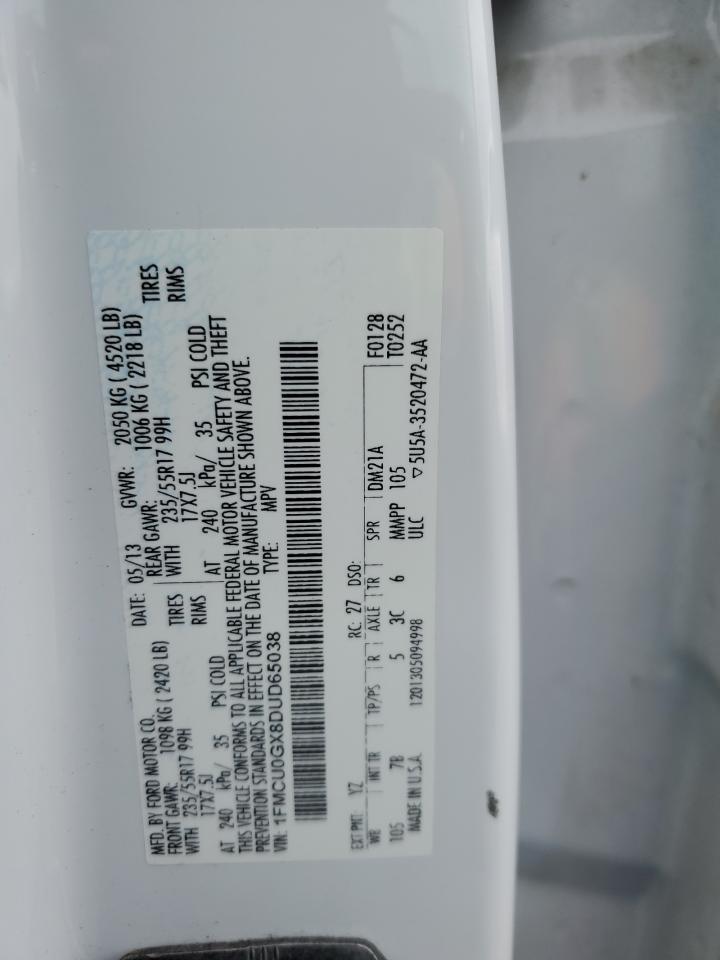 MFD. BY FORD MOTOR CO.
DATE: 05/13 GVWR: 2050 KG ( 4520 LB)
FRONT GAWR: 1098 KG ( 2420 LB) REAR GAWR: 1006 KG ( 2218 LB)
WITH 235/55R17 99H TIRES WITH 235/55R17 99H TIRES
17X7.5J RIMS 17X7.5J RIMS
AT 240 kPa/ 35 PSI COLD AT 240 kPa/ 35 PSI COLD
THIS VEHICLE CONFORMS TO ALL APPLICABLE FEDERAL MOTOR VEHICLE SAFETY AND THEFT
PREVENTION STANDARDS IN EFFECT ON THE DATE OF MANUFACTURE SHOWN ABOVE.
VIN: 1FMCU0GX8DUD65038 TYPE: MPV
EXT PNT: YZ RC: 27 DSO: F0128
WB INT TR TP/PS R AXLE TR SPR DM21A T0252
105 7B 5 3C 6 MMPP 105
MADE IN U.S.A. 1201305094998 ULC ▽5U5A-3520472-AA